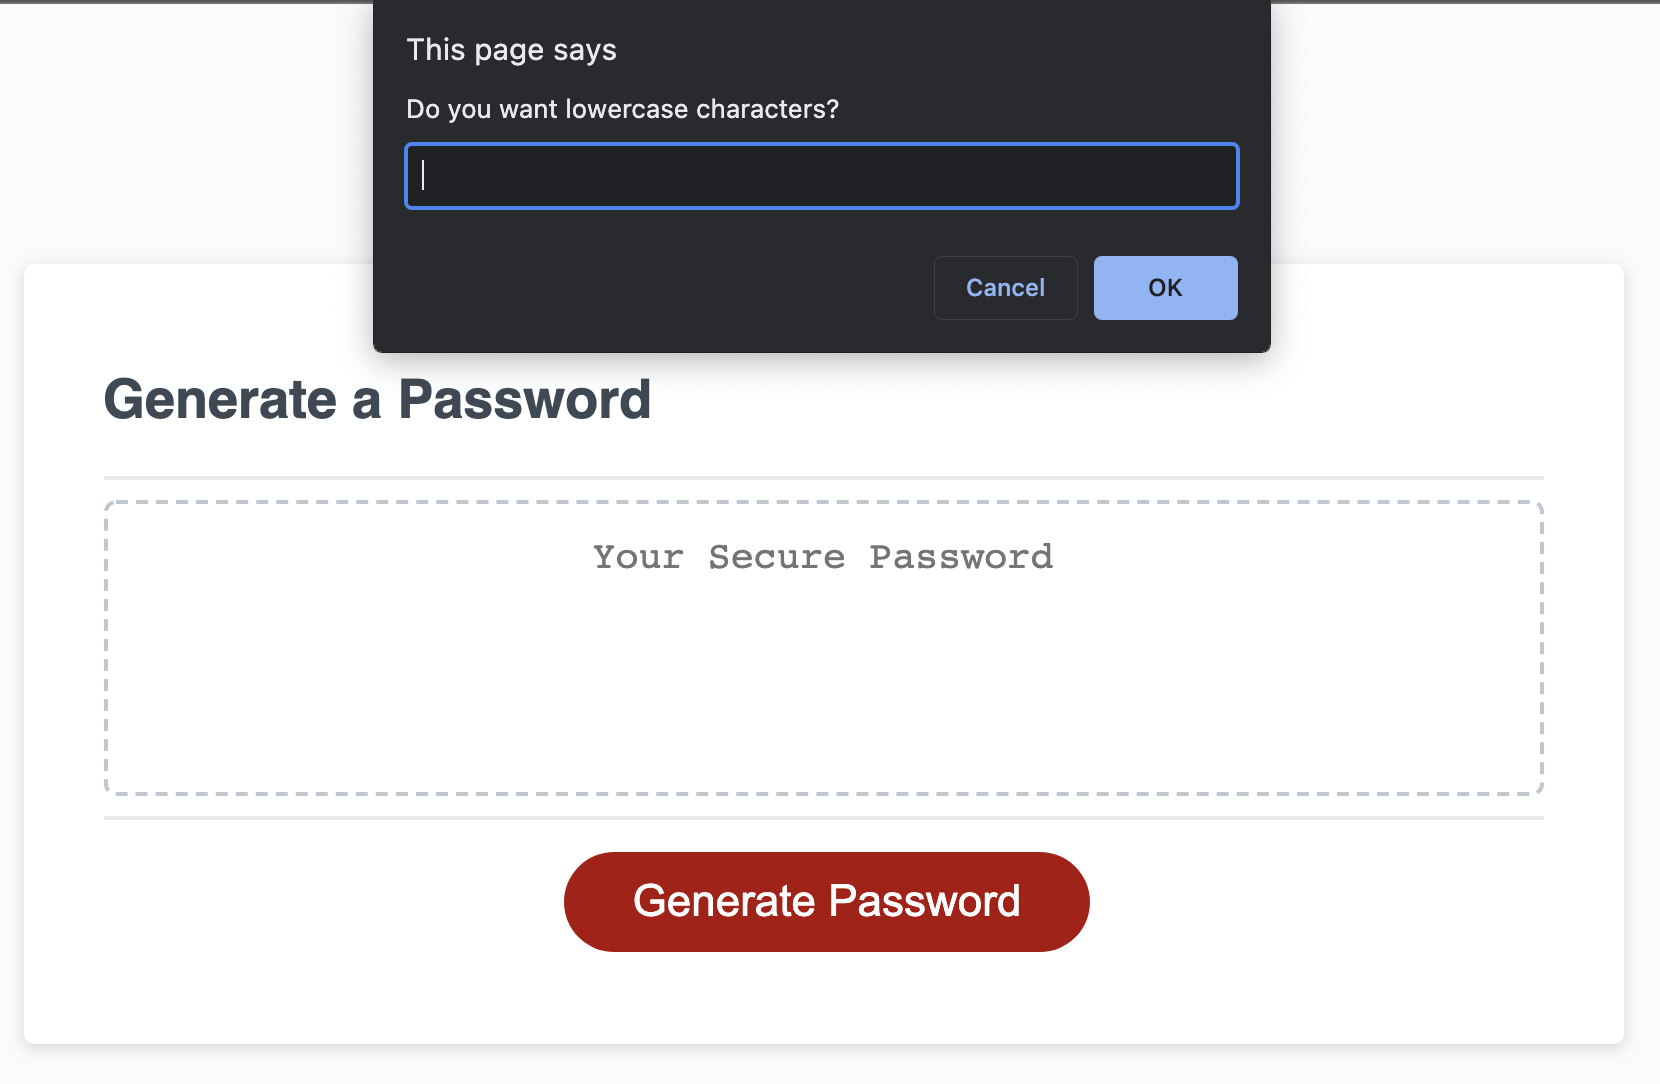 This page says
Do you want lowercase characters?
Cancel
OK
Generate a Password
Your Secure Password
Generate Password